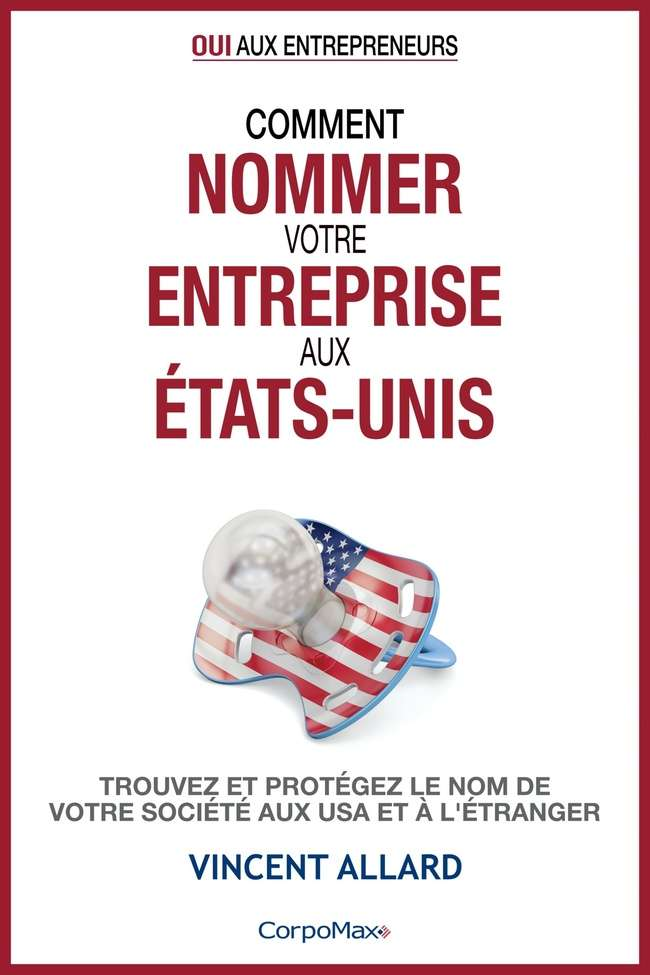 OUI AUX ENTREPRENEURS
COMMENT
NOMMER
VOTRE
ENTREPRISE
AUX
ÉTATS-UNIS
TROUVEZ ET PROTÉGEZ LE NOM DE
VOTRE SOCIÉTÉ AUX USA ET À L'ÉTRANGER
VINCENT ALLARD
CorpoMax